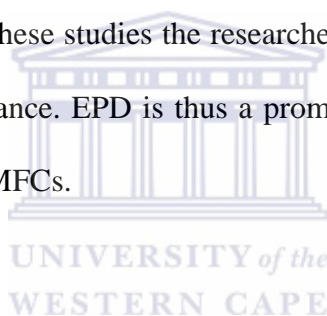 hese studies the researche
ance. EPD is thus a prom
MFCs.
UNIVERSITY of the
WESTERN CAPE